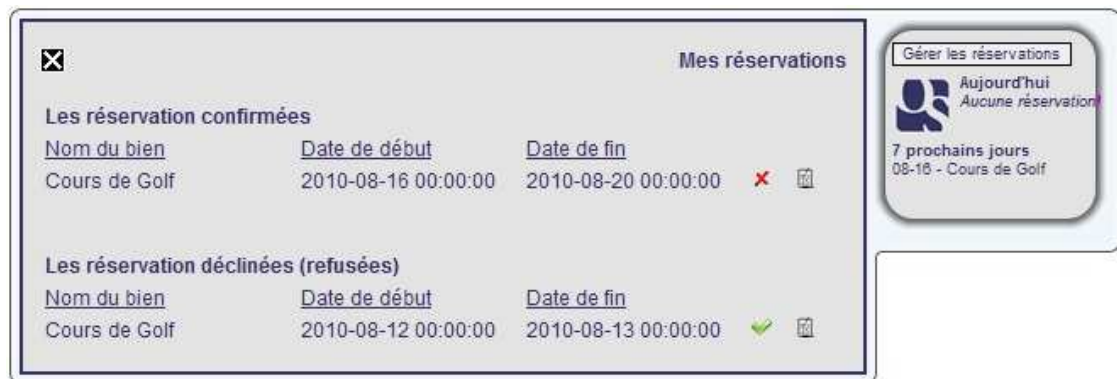 Mes réservations
Les réservation confirmées
Nom du bien Date de début Date de fin
Cours de Golf 2010-08-16 00:00:00 2010-08-20 00:00:00
Les réservation déclinées (refusées)
Nom du bien Date de début Date de fin
Cours de Golf 2010-08-12 00:00:00 2010-08-13 00:00:00
Gérer les réservations
Aujourd'hui
Aucune réservation!
7 prochains jours
08-16 - Cours de Golf